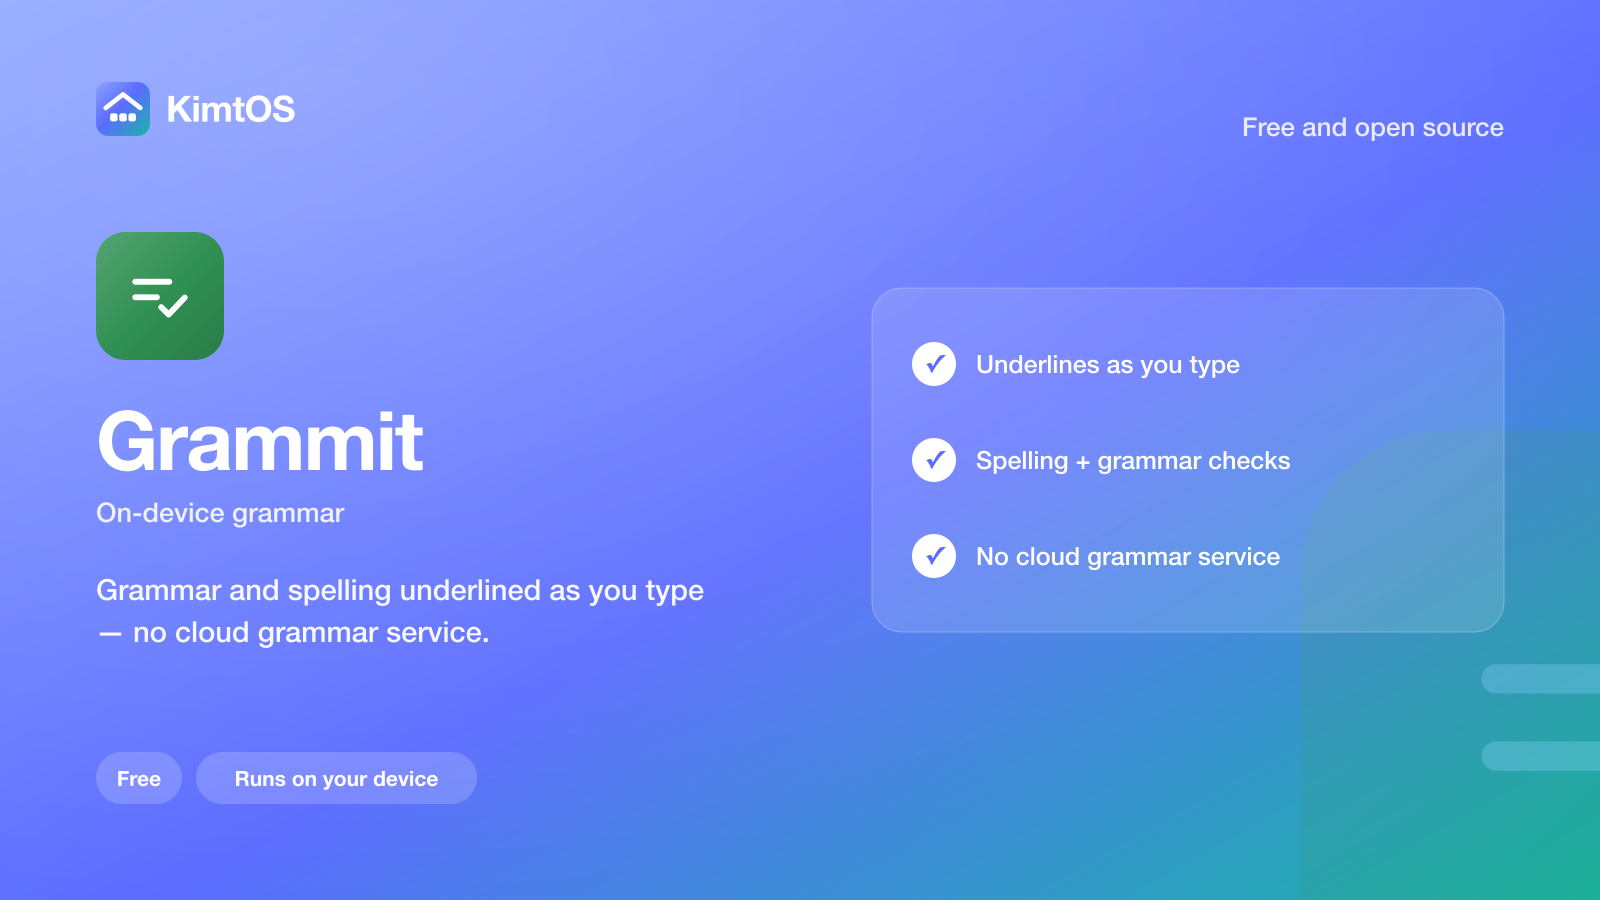 KimtOS
Free and open source
Grammit
On-device grammar
Grammar and spelling underlined as you type
— no cloud grammar service.
Free
Runs on your device
Underlines as you type
Spelling + grammar checks
No cloud grammar service